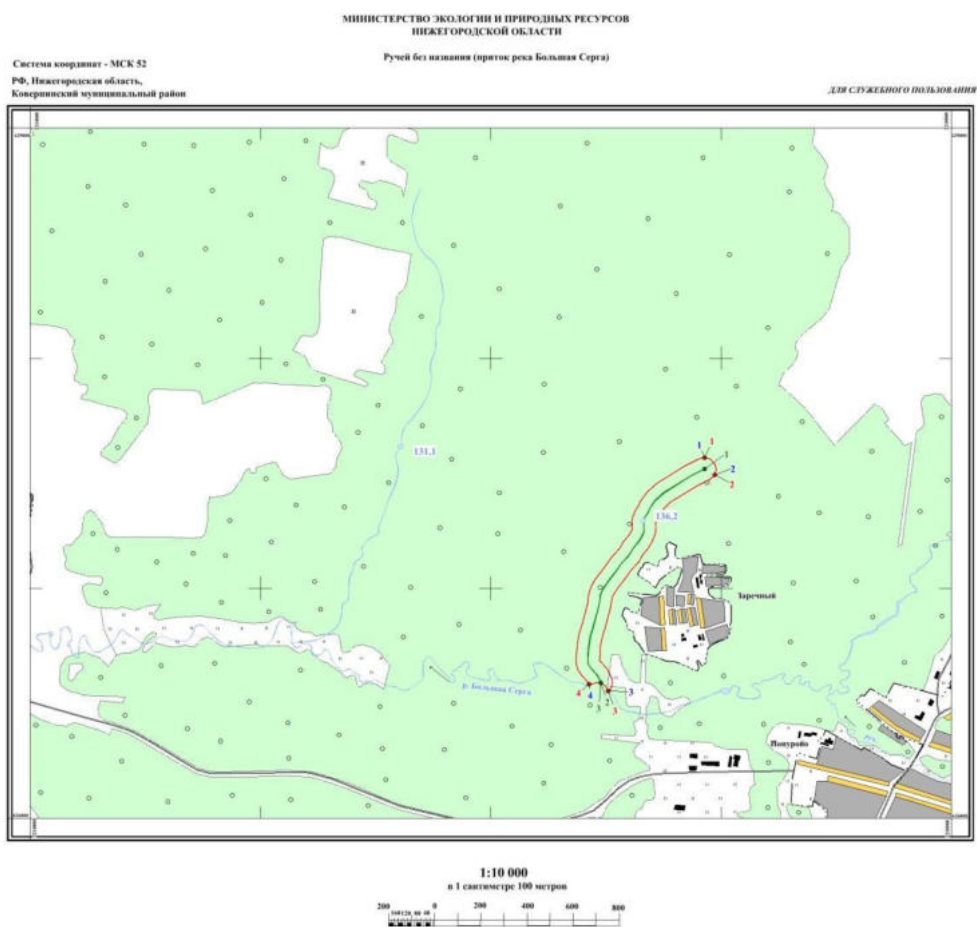 МИНИСТЕРСТВО ЭКОЛОГИИ И ПРИРОДНЫХ РЕСУРСОВ
НИЖЕГОРОДСКОЙ ОБЛАСТИ
Ручей без названия (приток река Большая Серга)
Система координат - МСК 52
РФ, Нижегородская область,
Ковернинский муниципальный район
ДЛЯ СЛУЖЕБНОГО ПОЛЬЗОВАНИЯ
131,1
1 1
1
2
2
136,2
Заречный
р. Большая Серга
4 4 3 2 3 3
1:10 000
в 1 сантиметре 100 метров
200 0 200 400 600 800